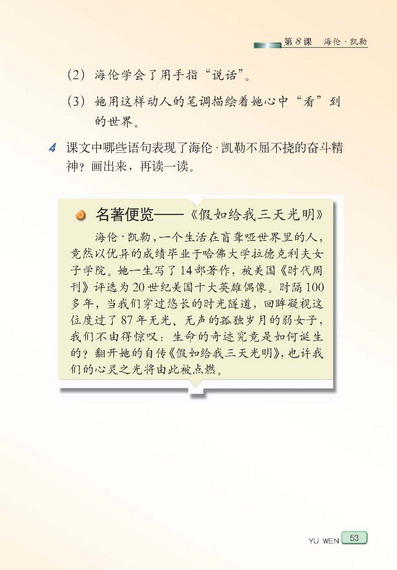 第8课 海伦·凯勒
(2) 海伦学会了用手指“说话”。
(3) 她用这样动人的笔调描绘着她心中“看”到
的世界。
4 课文中哪些语句表现了海伦·凯勒不屈不挠的奋斗精
神？画出来，再读一读。
名著便览——《假如给我三天光明》
海伦·凯勒，一个生活在盲聋哑世界里的人，
竟然以优异的成绩毕业于哈佛大学拉德克利夫女
子学院。她一生写了14部著作，被美国《时代周
刊》评选为20世纪美国十大英雄偶像。时隔100
多年，当我们穿过悠长的时光隧道，回眸凝视这
位度过了87年无光、无声的孤独岁月的弱女子，
我们不由得惊叹：生命的奇迹究竟是如何诞生
的？翻开她的自传《假如给我三天光明》，也许我
们的心灵之光将由此被点燃。
YU WEN 53